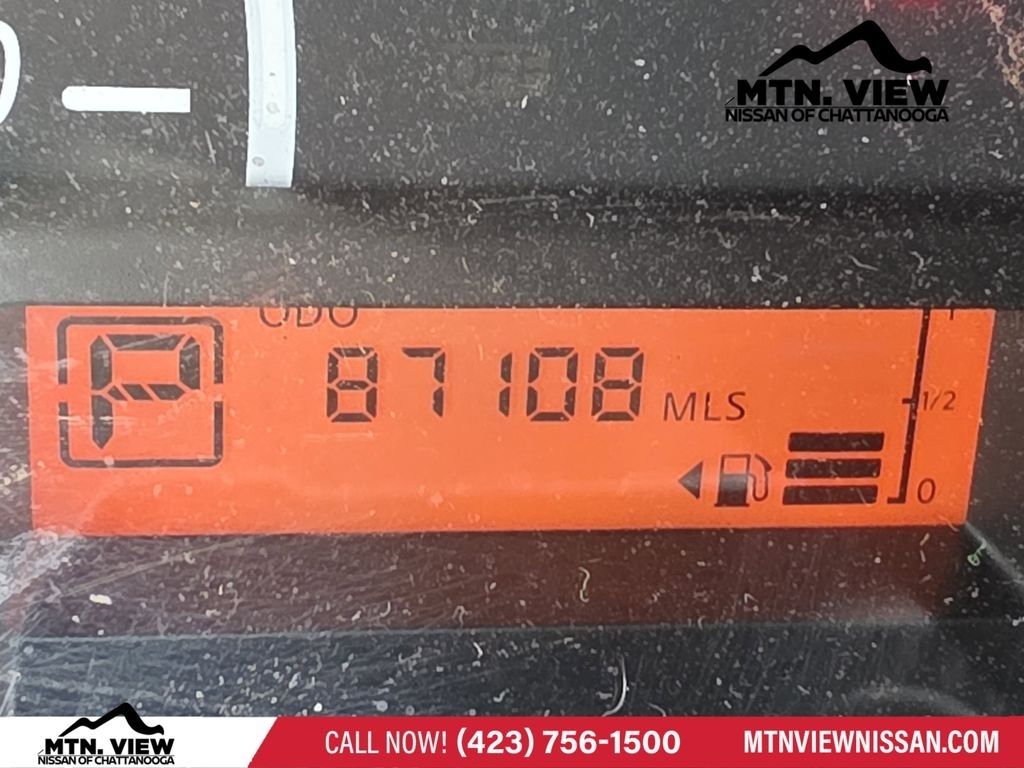 MTN. VIEW
NISSAN OF CHATTANOOGA
ODO
P
87108 MLS
1
1/2
0
MTN. VIEW
NISSAN OF CHATTANOOGA
CALL NOW! (423) 756-1500
MTNVIEWNISSAN.COM